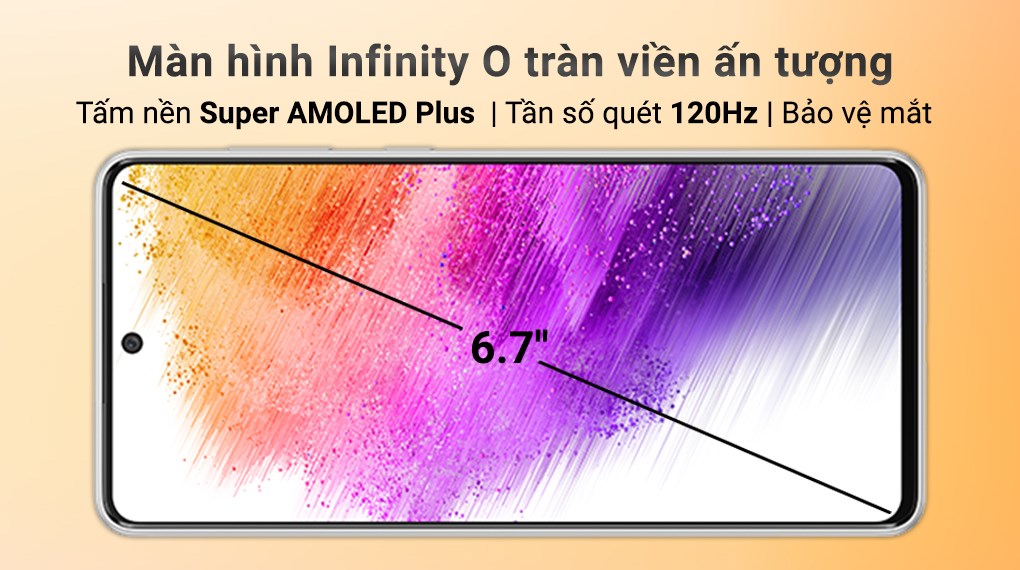 Màn hình Infinity O tràn viền ấn tượng
Tấm nền Super AMOLED Plus | Tần số quét 120Hz | Bảo vệ mắt
6.7"